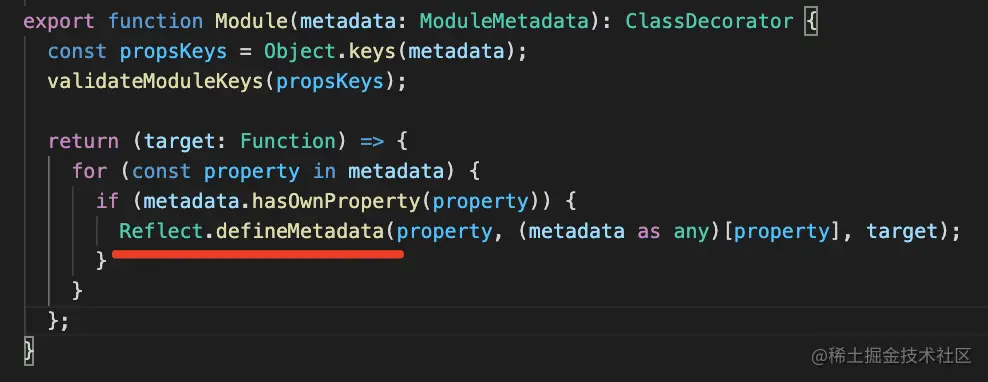 export function Module(metadata: ModuleMetadata): ClassDecorator {
  const propsKeys = Object.keys(metadata);
  validateModuleKeys(propsKeys);

  return (target: Function) => {
    for (const property in metadata) {
      if (metadata.hasOwnProperty(property)) {
        Reflect.defineMetadata(property, (metadata as any)[property], target);
      }
    }
  };
}
@稀土掘金技术社区